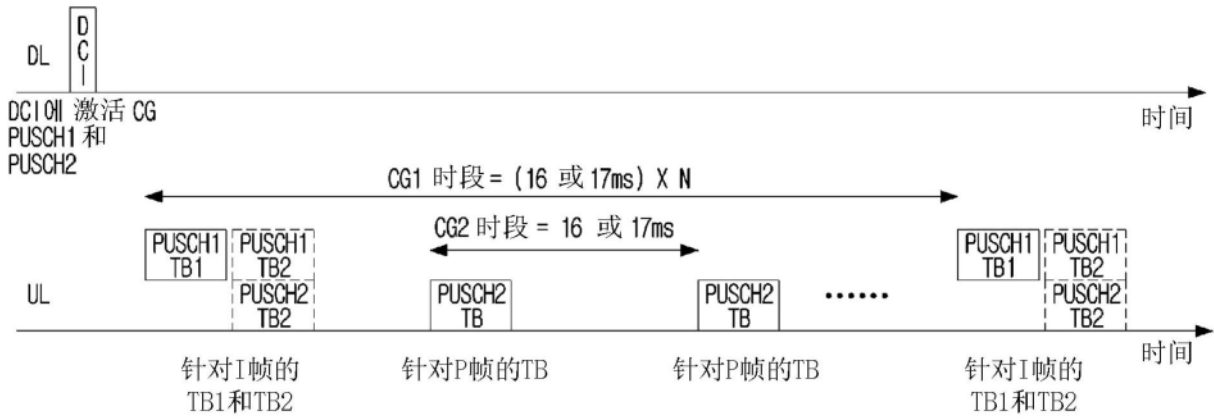 DCI
DL
DCI에 激活 CG
PUSCH1 和
PUSCH2
时间
CG1 时段 = (16 或 17ms) X N
CG2 时段 = 16 或 17ms
PUSCH1
TB1
PUSCH1
TB2
PUSCH2
TB2
UL
PUSCH2
TB
PUSCH2
TB
......
PUSCH1
TB1
PUSCH1
TB2
PUSCH2
TB2
针对I帧的
TB1和TB2
针对P帧的TB
针对P帧的TB
针对I帧的
TB1和TB2
时间